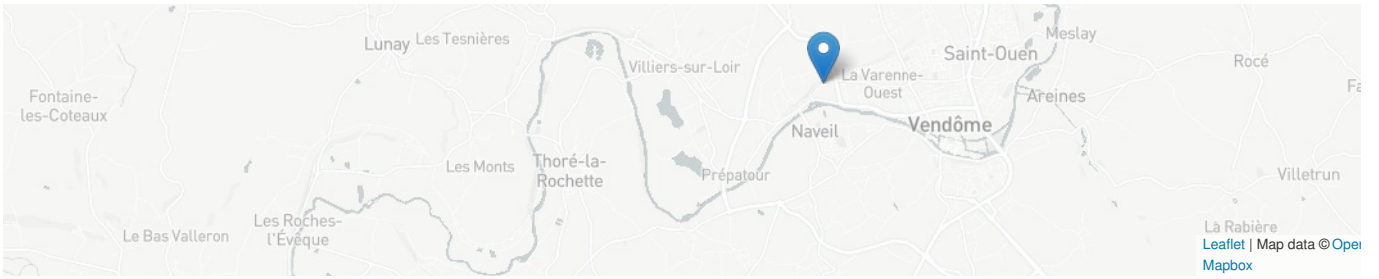 Meslay
Lunay
Les Tesnières
Saint-Ouen
Rocé
Villiers-sur-Loir
La Varenne-
Ouest
Fontaine-
les-Coteaux
Areines
Vendôme
Naveil
Thoré-la-
Rochette
Les Monts
Prépatour
Villetrun
Les Roches-
l'Évêque
La Rabière
Le Bas Valleron
Leaflet | Map data ©
Mapbox